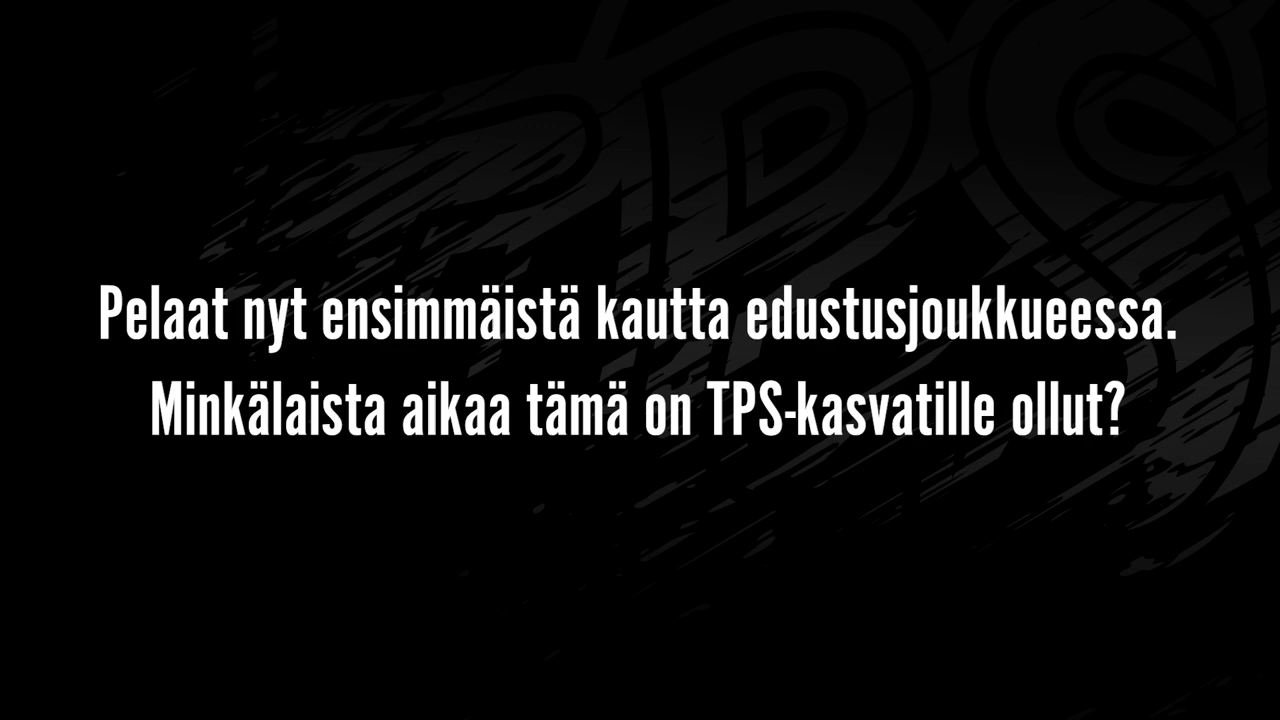 Pelaat nyt ensimmäistä kautta edustusjoukkueessa.
Minkälaista aikaa tämä on TPS-kasvatille ollut?